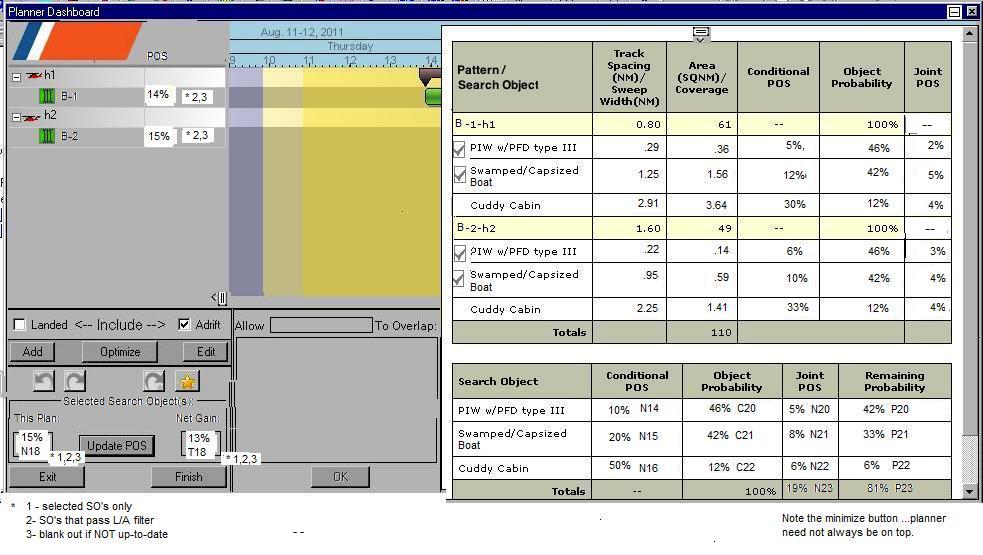 Planner Dashboard
POS
Aug. 11-12, 2011
Thursday
9 10 11 12 13 14
h1
B-1 14% * 2,3
h2
B-2 15% * 2,3
<
Landed <-- Include --> Adrift Allow To Overlap:
Add Optimize Edit
Selected Search Object(s):
This Plan: Net Gain:
15% N18 * 1,2,3 Update POS 13% T18 * 1,2,3
Exit Finish OK
Pattern / Search Object Track Spacing (NM)/ Sweep Width(NM) Area (SQNM)/ Coverage Conditional POS Object Probability Joint POS
B -1-h1 0.80 61 -- 100% --
PIW w/PFD type III .29 .36 5%, 46% 2%
Swamped/Capsized Boat 1.25 1.56 12% 42% 5%
Cuddy Cabin 2.91 3.64 30% 12% 4%
B-2-h2 1.60 49 -- 100% --
PIW w/PFD type III .22 .14 6% 46% 3%
Swamped/Capsized Boat .95 .59 10% 42% 4%
Cuddy Cabin 2.25 1.41 33% 12% 4%
Totals 110
Search Object Conditional POS Object Probability Joint POS Remaining Probability
PIW w/PFD type III 10% N14 46% C20 5% N20 42% P20
Swamped/Capsized Boat 20% N15 42% C21 8% N21 33% P21
Cuddy Cabin 50% N16 12% C22 6% N22 6% P22
Totals -- 100% 19% N23 81% P23
* 1 - selected SO's only
2- SO's that pass L/A filter
3- blank out if NOT up-to-date
--
Note the minimize button ...planner
need not always be on top.